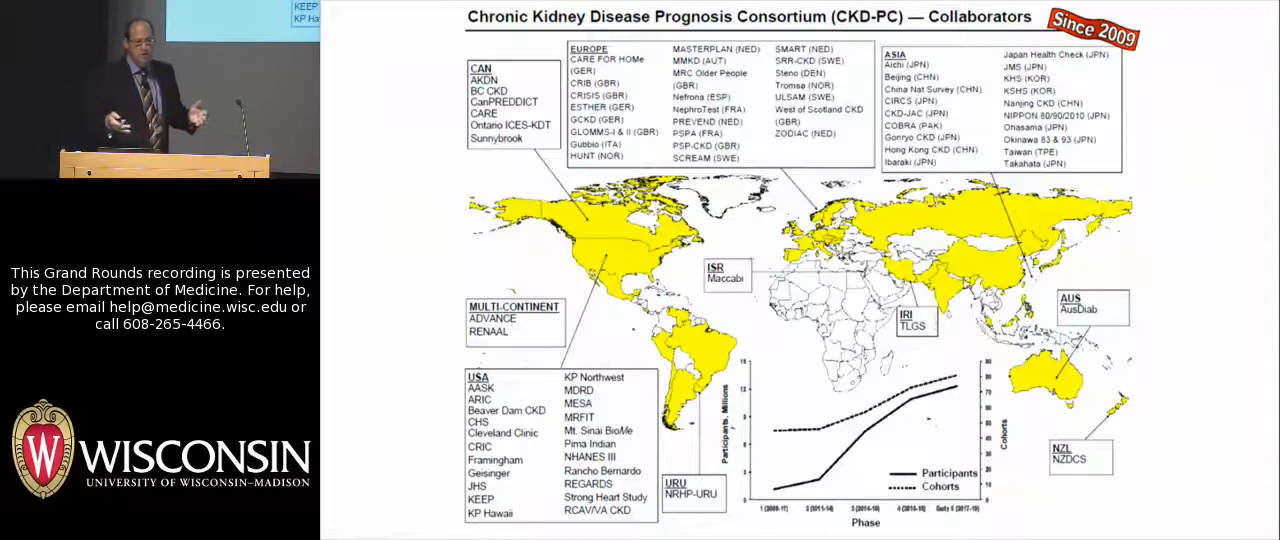 KEEP
KP Ha
This Grand Rounds recording is presented
by the Department of Medicine. For help,
please email help@medicine.wisc.edu or
call 608-265-4466.
WISCONSIN
UNIVERSITY OF WISCONSIN–MADISON
Chronic Kidney Disease Prognosis Consortium (CKD-PC) — Collaborators
Since 2009
CAN
AKDN
BC CKD
CanPREDDICT
CARE
Ontario ICES-KDT
Sunnybrook
EUROPE
CARE FOR HOMe
(GER)
CRIB (GBR)
CRISIS (GBR)
ESTHER (GER)
GCKD (GER)
GLOMMS-I & II (GBR)
Gubbio (ITA)
HUNT (NOR)
MASTERPLAN (NED)
MMKD (AUT)
MRC Older People
(GBR)
Nefrona (ESP)
NephroTest (FRA)
PREVEND (NED)
PSPA (FRA)
PSP-CKD (GBR)
SCREAM (SWE)
SMART (NED)
SRR-CKD (SWE)
Steno (DEN)
Tromsø (NOR)
ULSAM (SWE)
West of Scotland CKD
(GBR)
ZODIAC (NED)
ASIA
Aichi (JPN)
Beijing (CHN)
China Nat Survey (CHN)
CIRCS (JPN)
CKD-JAC (JPN)
COBRA (PAK)
Gonryo CKD (JPN)
Hong Kong CKD (CHN)
Ibaraki (JPN)
Japan Health Check (JPN)
JMS (JPN)
KHS (KOR)
KSHS (KOR)
Nanjing CKD (CHN)
NIPPON 80/90/2010 (JPN)
Ohasama (JPN)
Okinawa 83 & 93 (JPN)
Taiwan (TPE)
Takahata (JPN)
ISR
Maccabi
MULTI-CONTINENT
ADVANCE
RENAAL
IRI
TLGS
AUS
AusDiab
USA
AASK
ARIC
Beaver Dam CKD
CHS
Cleveland Clinic
CRIC
Framingham
Geisinger
JHS
KEEP
KP Hawaii
KP Northwest
MDRD
MESA
MRFIT
Mt. Sinai BioMe
Pima Indian
NHANES III
Rancho Bernardo
REGARDS
Strong Heart Study
RCAV/VA CKD
URU
NRHP-URU
NZL
NZDCS
Participants, Millions
Cohorts
Participants
Cohorts
Phase